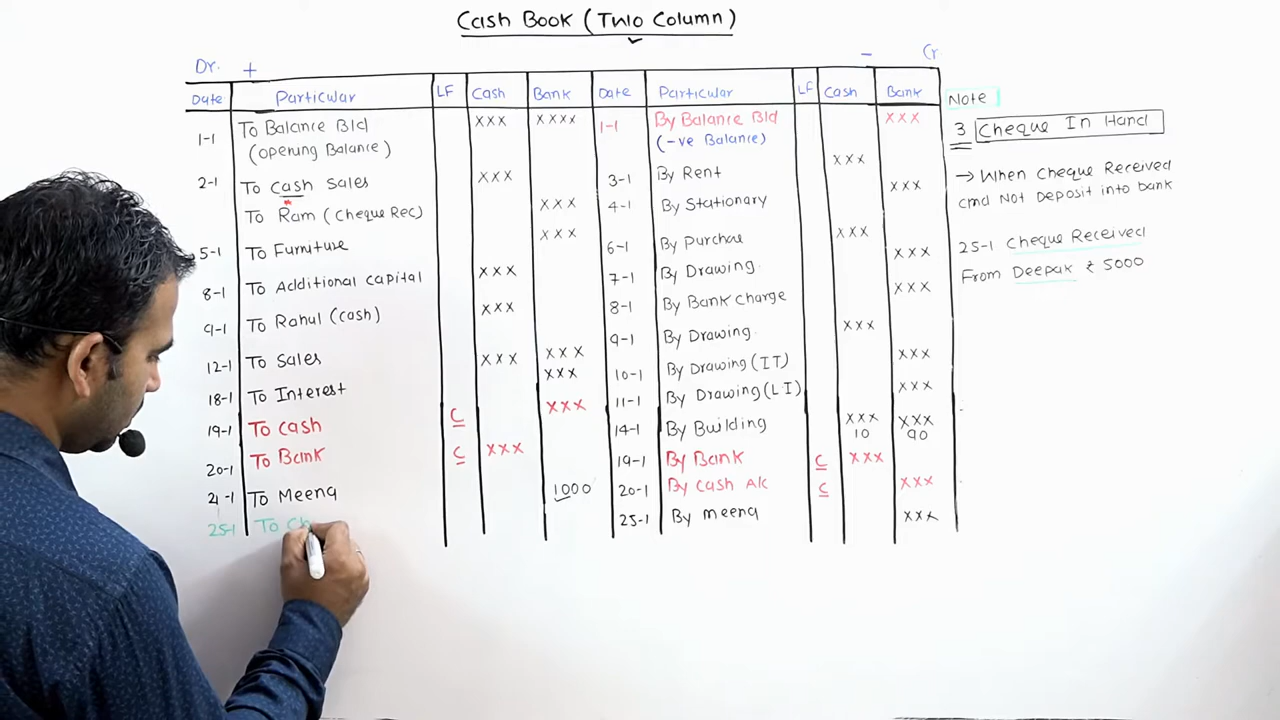 Cash Book (Two Column)
Dr. + - Cr
Date Particular LF Cash Bank Date Particular LF Cash Bank
1-1 To Balance Bld xxx xxxx
(opening Balance)
2-1 To cash sales xxx
To Ram (cheque Rec) xxx
5-1 To Furniture xxx
8-1 To Additional capital xxx
9-1 To Rahul (cash) xxx
12-1 To Sales xxx xxx
18-1 To Interest xxx
19-1 To cash C xxx
20-1 To Bank C xxx
21-1 To Meena 1000
25-1 To Ch
1-1 By Balance Bld xxx
(-ve Balance)
3-1 By Rent xxx
4-1 By Stationary xxx
6-1 By Purchase xxx
7-1 By Drawing xxx
8-1 By Bank charge xxx
9-1 By Drawing xxx
10-1 By Drawing (IT) xxx
11-1 By Drawing (LI) xxx
14-1 By Building xxx xxx
10 90
19-1 By Bank C xxx
20-1 By cash A/c C xxx
25-1 By meena xxx
Note
3 Cheque In Hand
→ When Cheque Received
and Not Deposit into bank
25-1 Cheque Received
From Deepak ₹ 5000